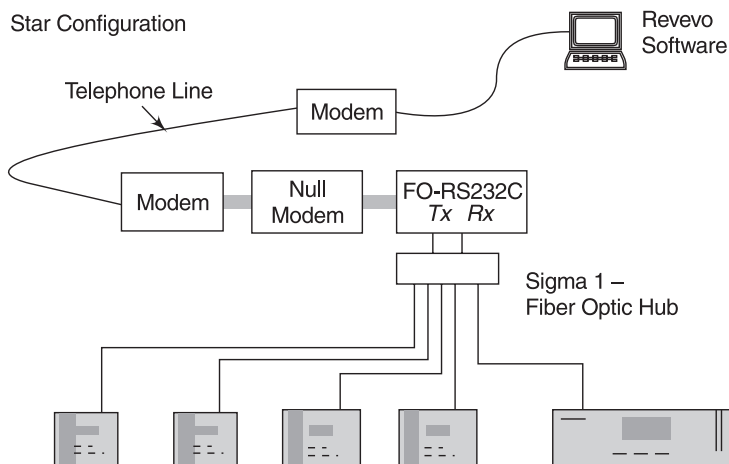 Star Configuration
Revevo
Software
Telephone Line
Modem
Modem
Null
Modem
FO-RS232C
Tx Rx
Sigma 1 –
Fiber Optic Hub